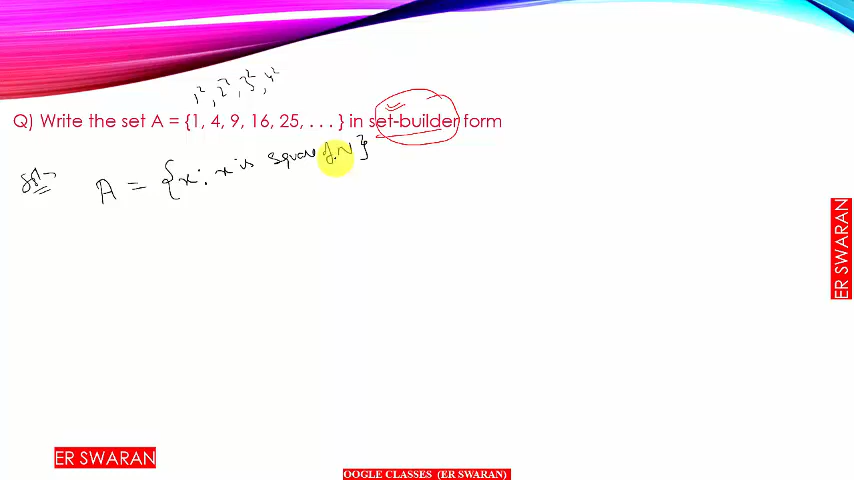 1², 2², 3², 4²
Q) Write the set A = {1, 4, 9, 16, 25, . . . } in set-builder form
Sol:-
A = {x : x is square of N}
ER SWARAN
ER SWARAN
OOGLE CLASSES (ER SWARAN)